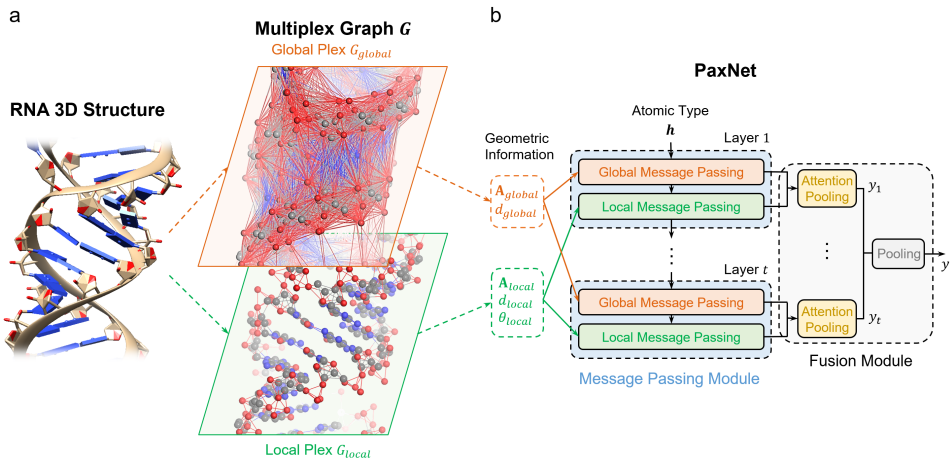 a
b
RNA 3D Structure
Multiplex Graph G
Global Plex G_global
Local Plex G_local
PaxNet
Geometric
Information
A_global
d_global
A_local
d_local
θ_local
Atomic Type
h
Layer 1
Global Message Passing
Local Message Passing
⋮
Layer t
Global Message Passing
Local Message Passing
Message Passing Module
Attention
Pooling
y_1
⋮
Attention
Pooling
y_t
Pooling
y
Fusion Module